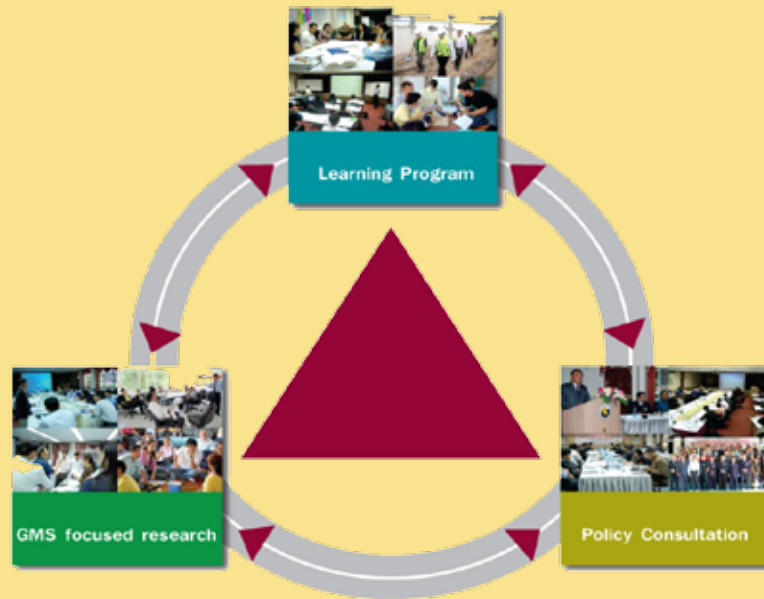 Learning Program
GMS focused research
Policy Consultation